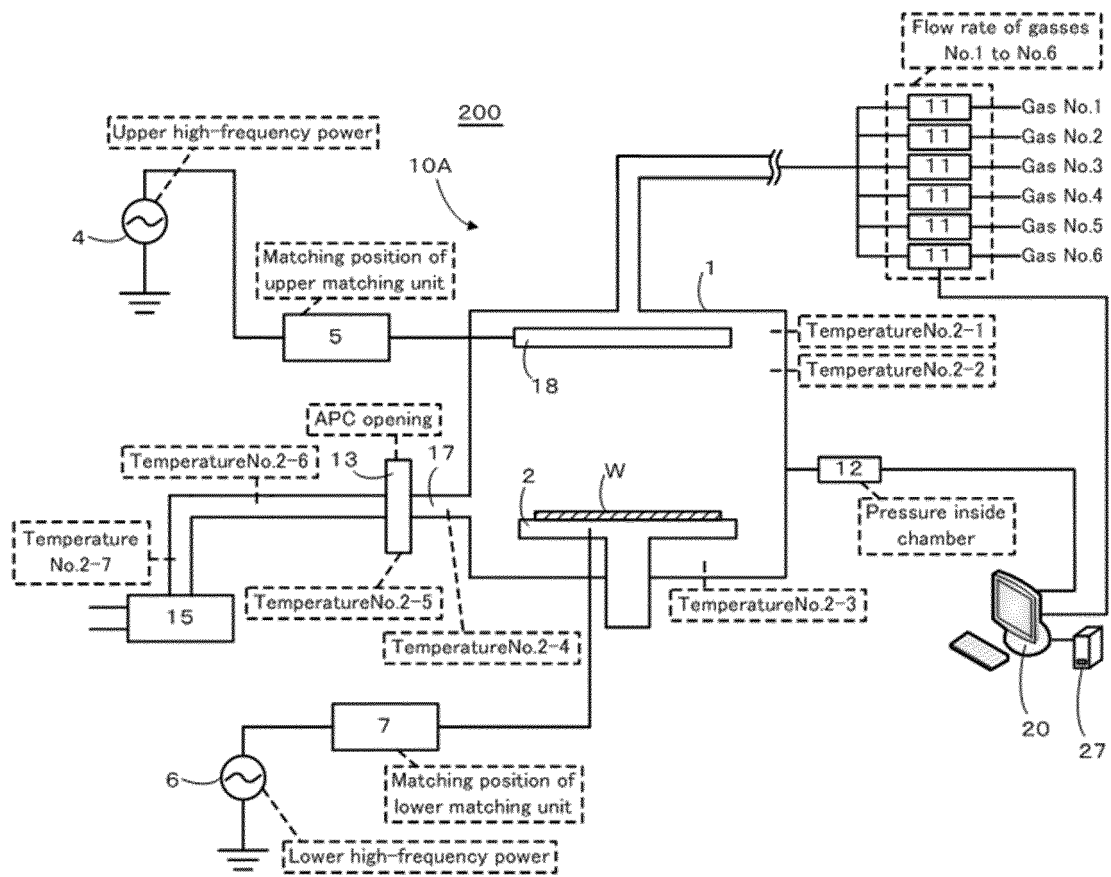 Flow rate of gasses
No.1 to No.6
200
Upper high-frequency power
10A
11
Gas No.1
11
Gas No.2
11
Gas No.3
11
Gas No.4
11
Gas No.5
11
Gas No.6
4
Matching position of
upper matching unit
5
1
18
TemperatureNo.2-1
TemperatureNo.2-2
APC opening
TemperatureNo.2-6
13
17
2
W
12
Pressure inside
chamber
Temperature
No.2-7
15
TemperatureNo.2-5
TemperatureNo.2-4
TemperatureNo.2-3
20
27
7
6
Matching position of
lower matching unit
Lower high-frequency power